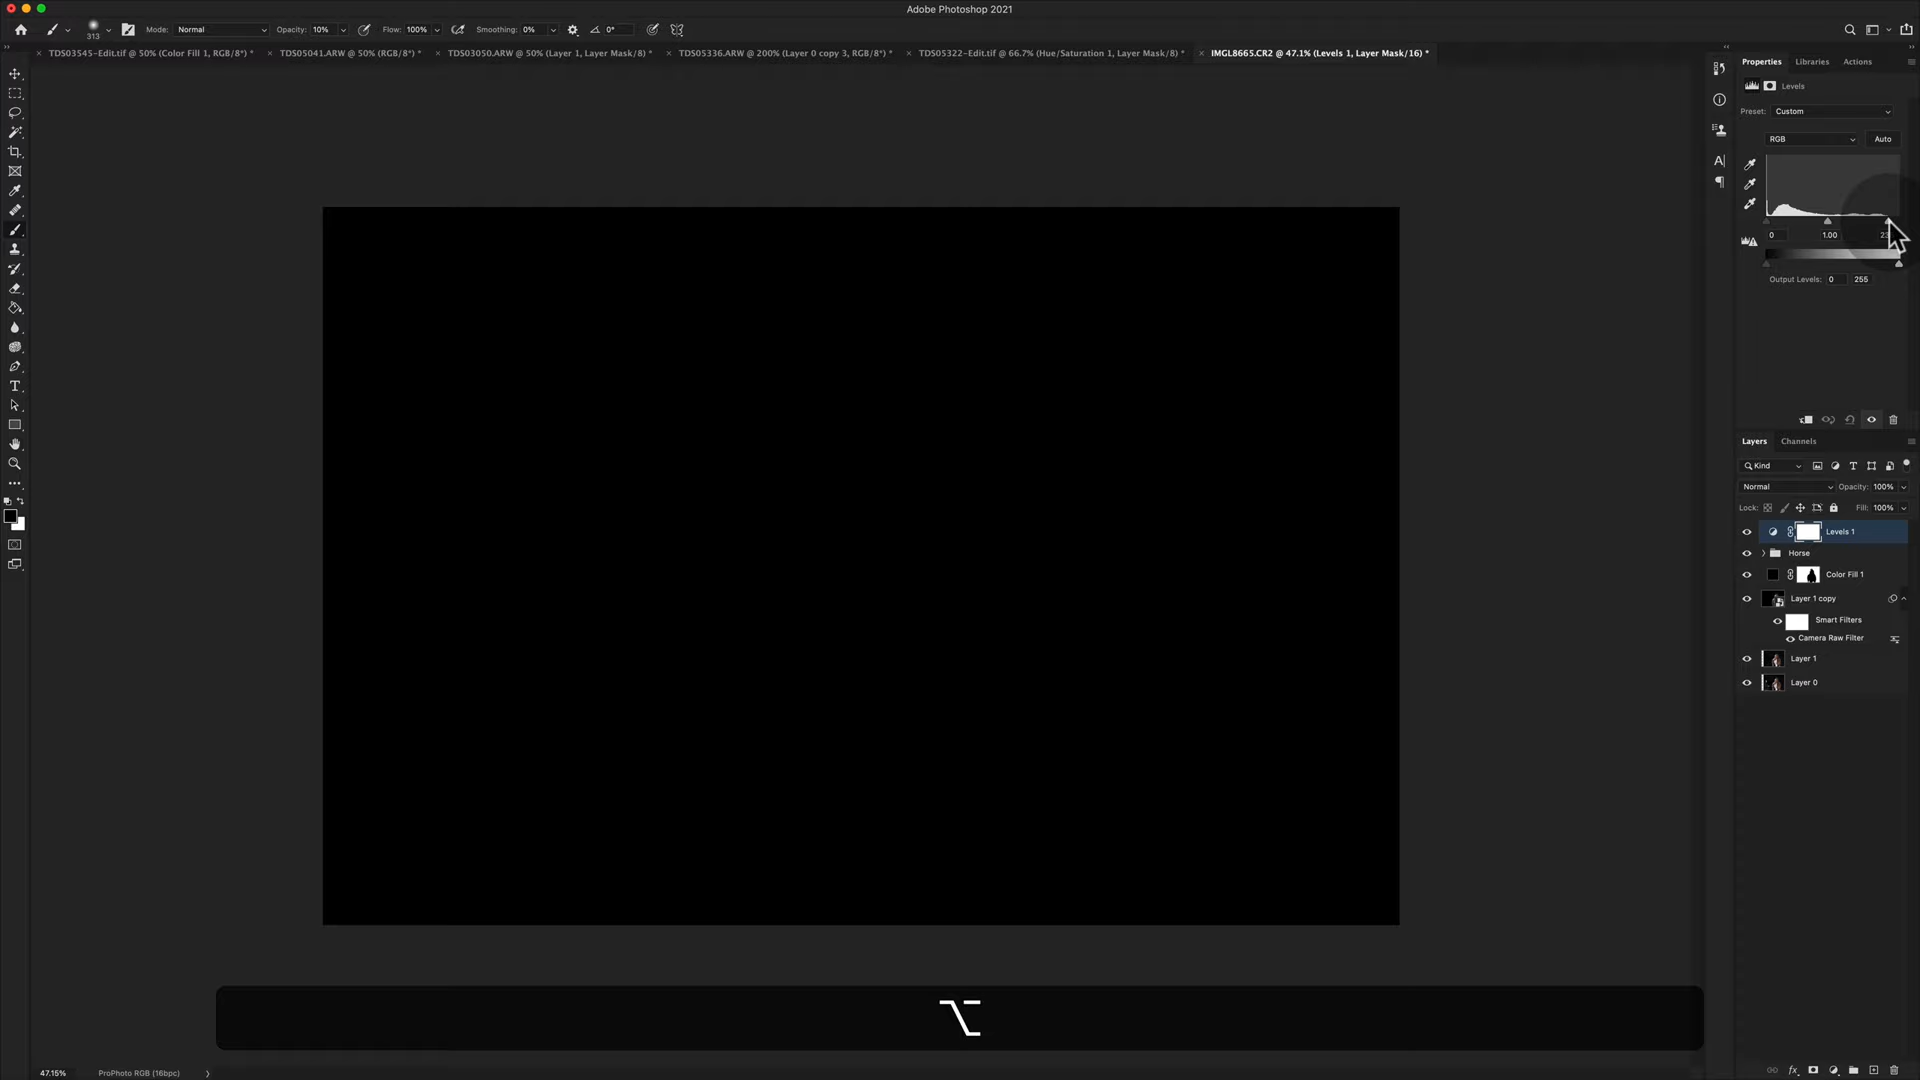 Adobe Photoshop 2021
313 Mode: Normal Opacity: 10% Flow: 100% Smoothing: 0% 0°
TDS03545-Edit.tif @ 50% (Color Fill 1, RGB/8*) * TDS05041.ARW @ 50% (RGB/8*) * TDS03050.ARW @ 50% (Layer 1, Layer Mask/8) * TDS05336.ARW @ 200% (Layer 0 copy 3, RGB/8*) * TDS05322-Edit.tif @ 66.7% (Hue/Saturation 1, Layer Mask/8) * IMGL8665.CR2 @ 47.1% (Levels 1, Layer Mask/16) *
Properties Libraries Actions
Levels
Preset: Custom
RGB Auto
0 1.00
Output Levels: 0 255
Layers Channels
Kind
Normal Opacity: 100%
Lock: Fill: 100%
Levels 1
Horse
Color Fill 1
Layer 1 copy
Smart Filters
Camera Raw Filter
Layer 1
Layer 0
⌥
47.15% ProPhoto RGB (16bpc)